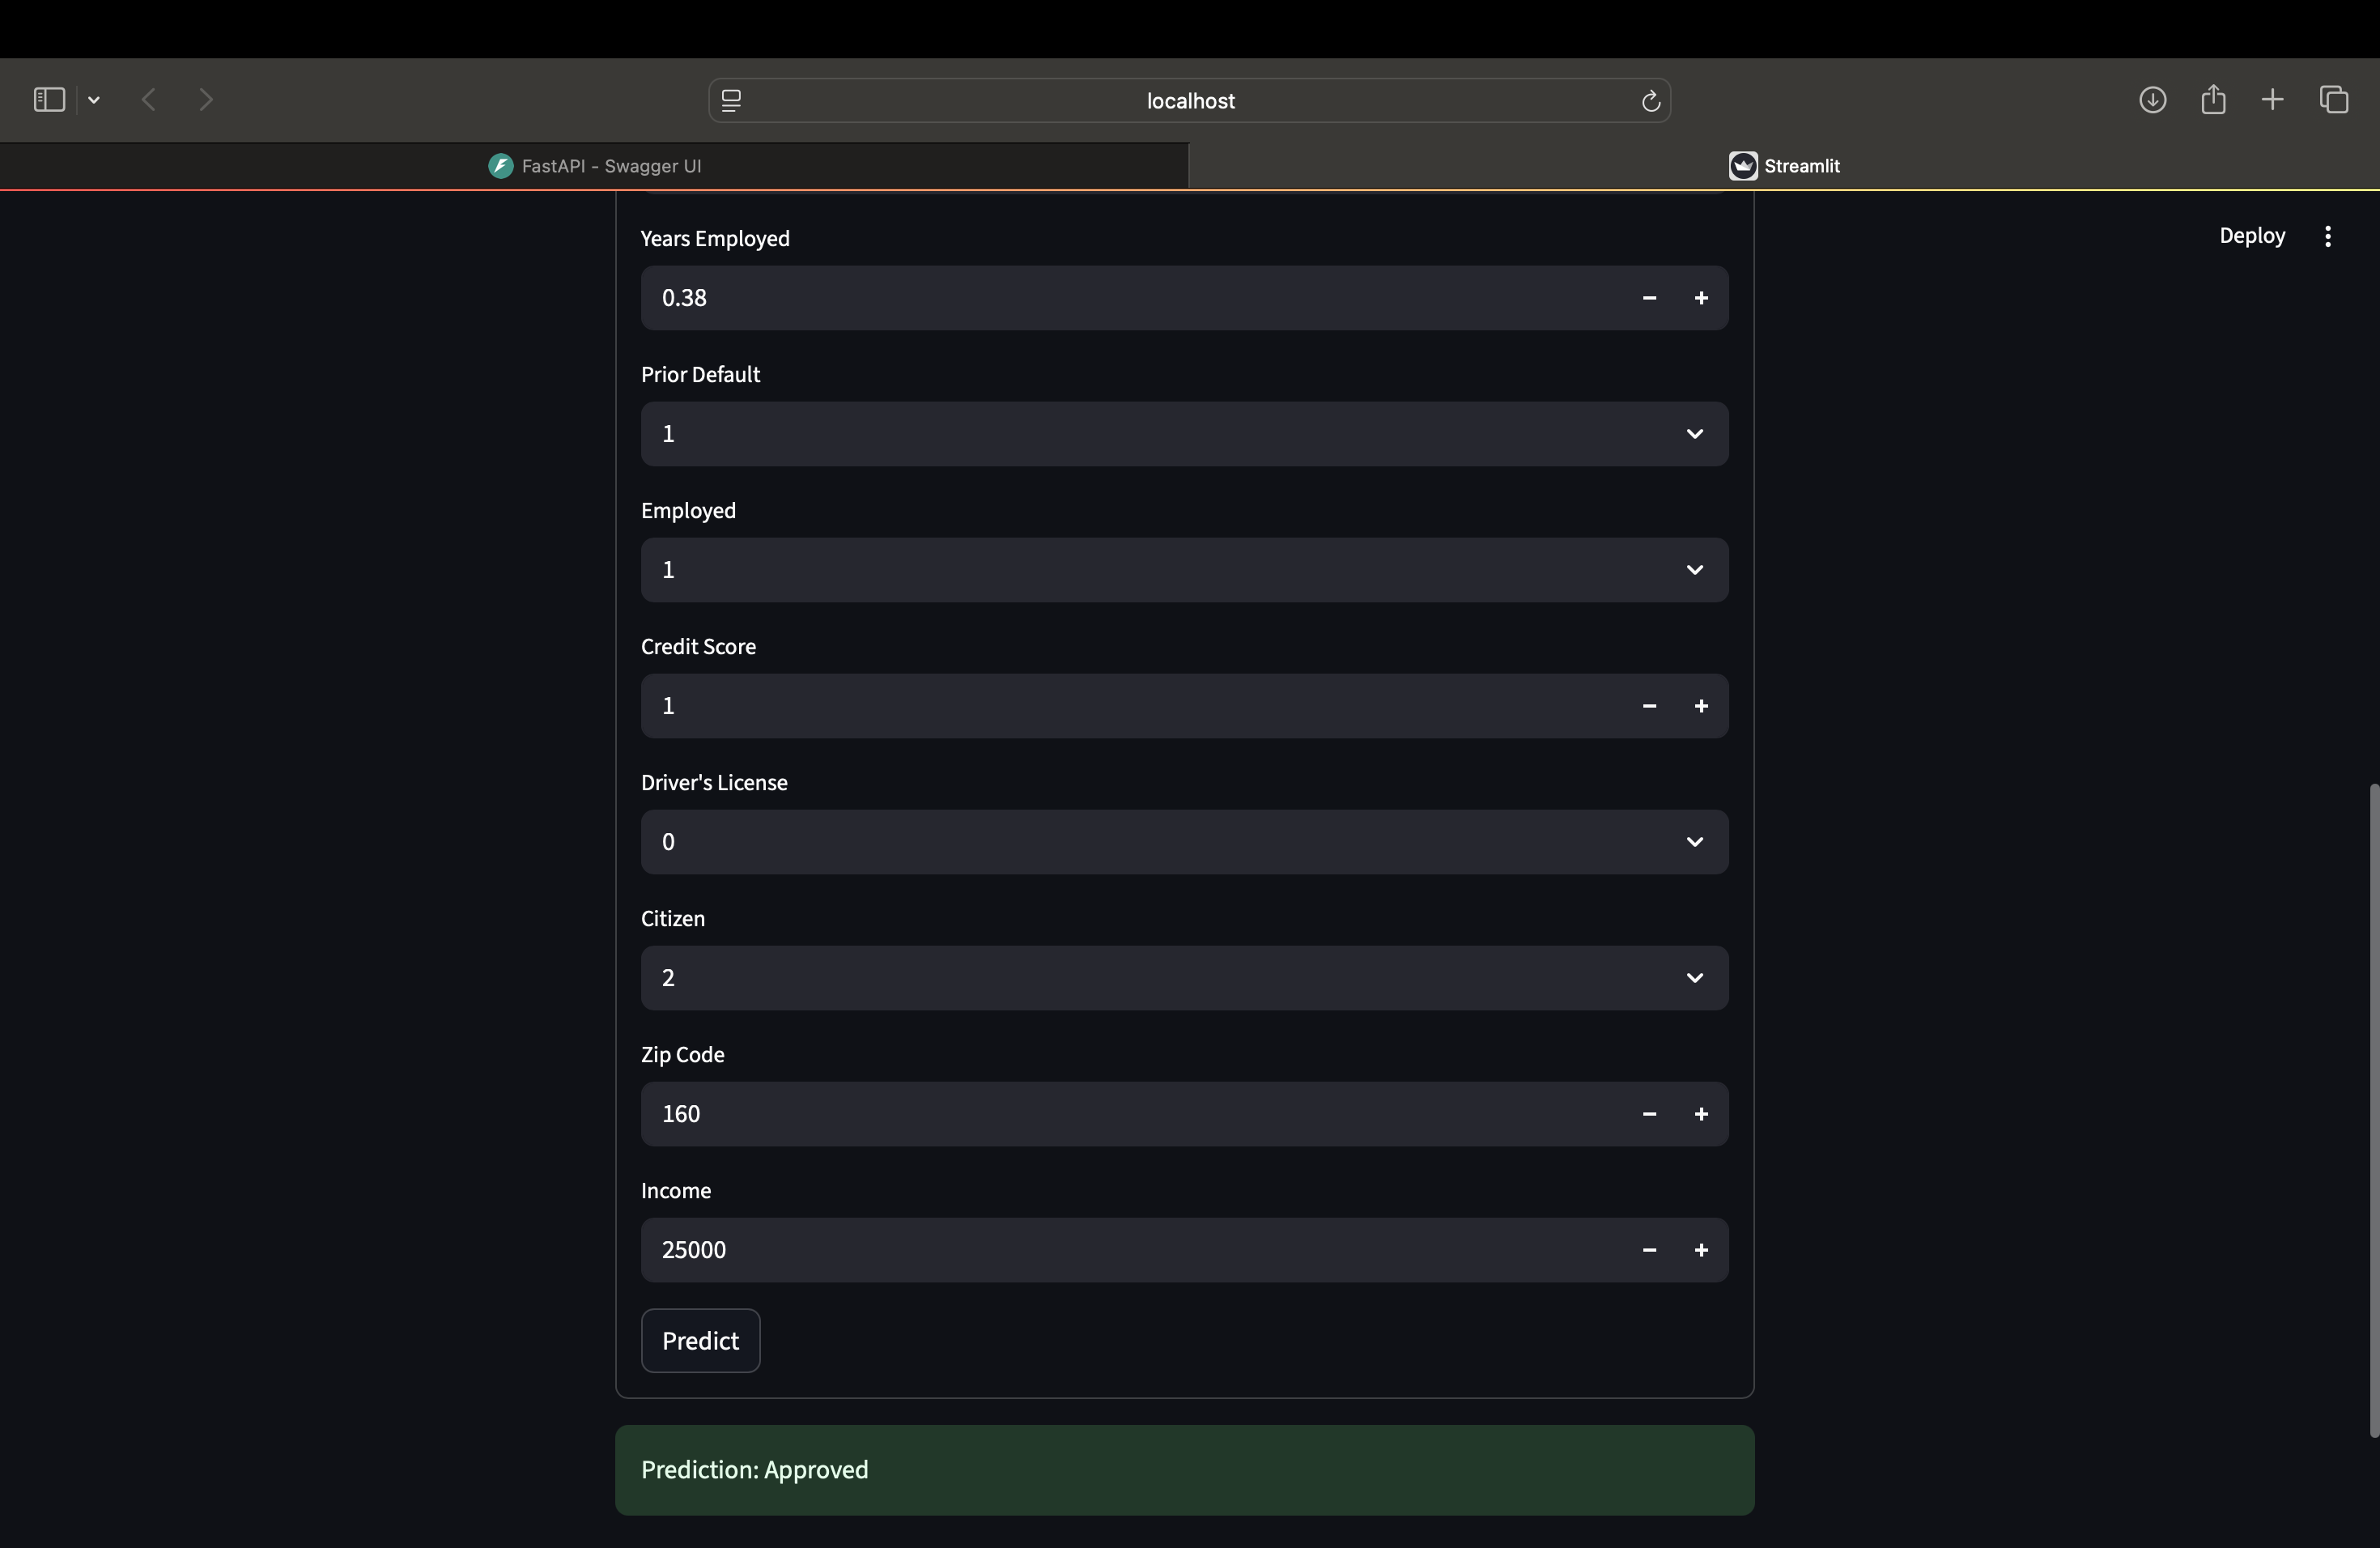 localhost
FastAPI - Swagger UI
Streamlit
Deploy
Years Employed
0.38
Prior Default
1
Employed
1
Credit Score
1
Driver's License
0
Citizen
2
Zip Code
160
Income
25000
Predict
Prediction: Approved